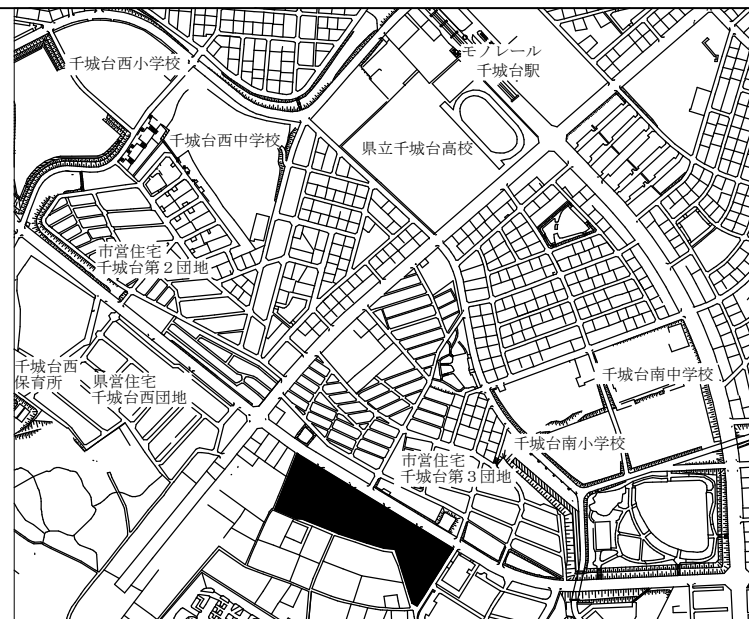 千城台西小学校
モノレール
千城台駅
千城台西中学校
県立千城台高校
市営住宅
千城台第２団地
千城台西
保育所
県営住宅
千城台西団地
千城台南中学校
千城台南小学校
市営住宅
千城台第３団地